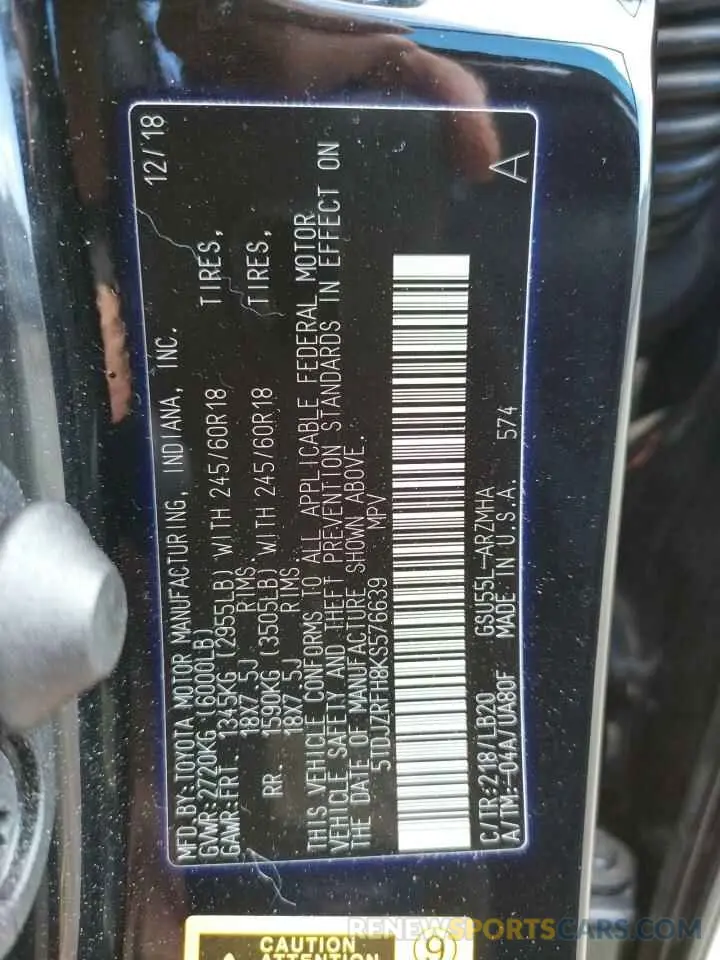 MFD.BY:TOYOTA MOTOR MANUFACTURING, INDIANA, INC. 12/18
GVWR:2720KG (6000LB)
GAWR:FRT. 1345KG (2955LB) WITH 245/60R18 TIRES,
18X7.5J RIMS.
RR. 1590KG (3505LB) WITH 245/60R18 TIRES,
18X7.5J RIMS.
THIS VEHICLE CONFORMS TO ALL APPLICABLE FEDERAL MOTOR
VEHICLE SAFETY AND THEFT PREVENTION STANDARDS IN EFFECT ON
THE DATE OF MANUFACTURE SHOWN ABOVE.
5TDJZRFH8KS576639 MPV
C/TR:218/LB20 GSU55L-ARZMHA
A/TM:-04A/UA80F MADE IN U.S.A. 574 A
CAUTION 9
ATTENTION
RENEWSPORTSCARS.COM